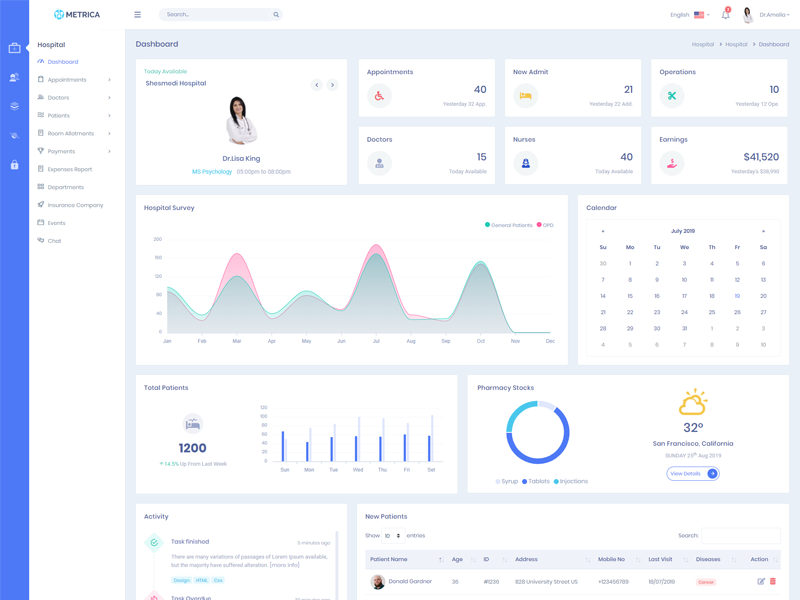 METRICA
Search..
English
7
Dr.Amelia
Hospital
Dashboard
Appointments
Doctors
Patients
Room Allotments
Payments
Expenses Report
Departments
Insurance Company
Events
Chat
Dashboard
Hospital
Hospital
Dashboard
Today Available
Shesmedi Hospital
Dr.Lisa King
MS Psychology 05:00pm to 08:00pm
Appointments
40
Yesterday 32 App.
New Admit
21
Yesterday 22 Add.
Operations
10
Yesterday 12 Ope.
Doctors
15
Today Available
Nurses
40
Today Available
Earnings
$41,520
Yesterday's $38,990
Hospital Survey
General Patients OPD
200
160
120
80
40
0
Jan Feb Mar Apr May Jun Jul Aug Sep Oct Nov Dec
Calendar
« July 2019 »
Su Mo Tu We Th Fr Sa
30 1 2 3 4 5 6
7 8 9 10 11 12 13
14 15 16 17 18 19 20
21 22 23 24 25 26 27
28 29 30 31 1 2 3
4 5 6 7 8 9 10
Total Patients
1200
14.5% Up From Last Week
120
100
80
60
40
20
0
Sun Mon Tue Wed Thu Fri Sat
Pharmacy Stocks
Syrup Tablets Injections
32°
San Francisco, California
SUNDAY 25th Aug 2019
View Details
Activity
Task finished
5 minutes ago
There are many variations of passages of Lorem Ipsum available,
but the majority have suffered alteration. [more info]
Design HTML Css
Task Overdue
New Patients
Show 10 entries
Search:
Patient Name Age ID Address Mobile No Last Visit Diseases Action
Donald Gardner 36 #1236 B28 University Street US +123456789 18/07/2019 Cancer